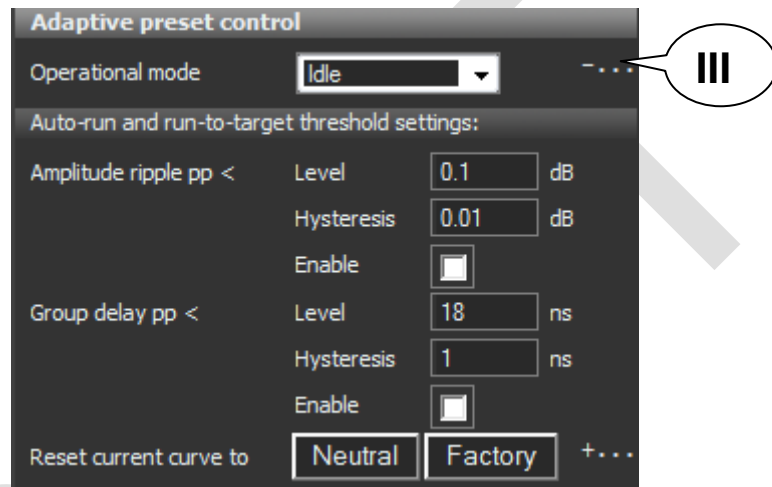 Adaptive preset control
Operational mode Idle -...
III
Auto-run and run-to-target threshold settings:
Amplitude ripple pp < Level 0.1 dB
Hysteresis 0.01 dB
Enable
Group delay pp < Level 18 ns
Hysteresis 1 ns
Enable
Reset current curve to Neutral Factory +...